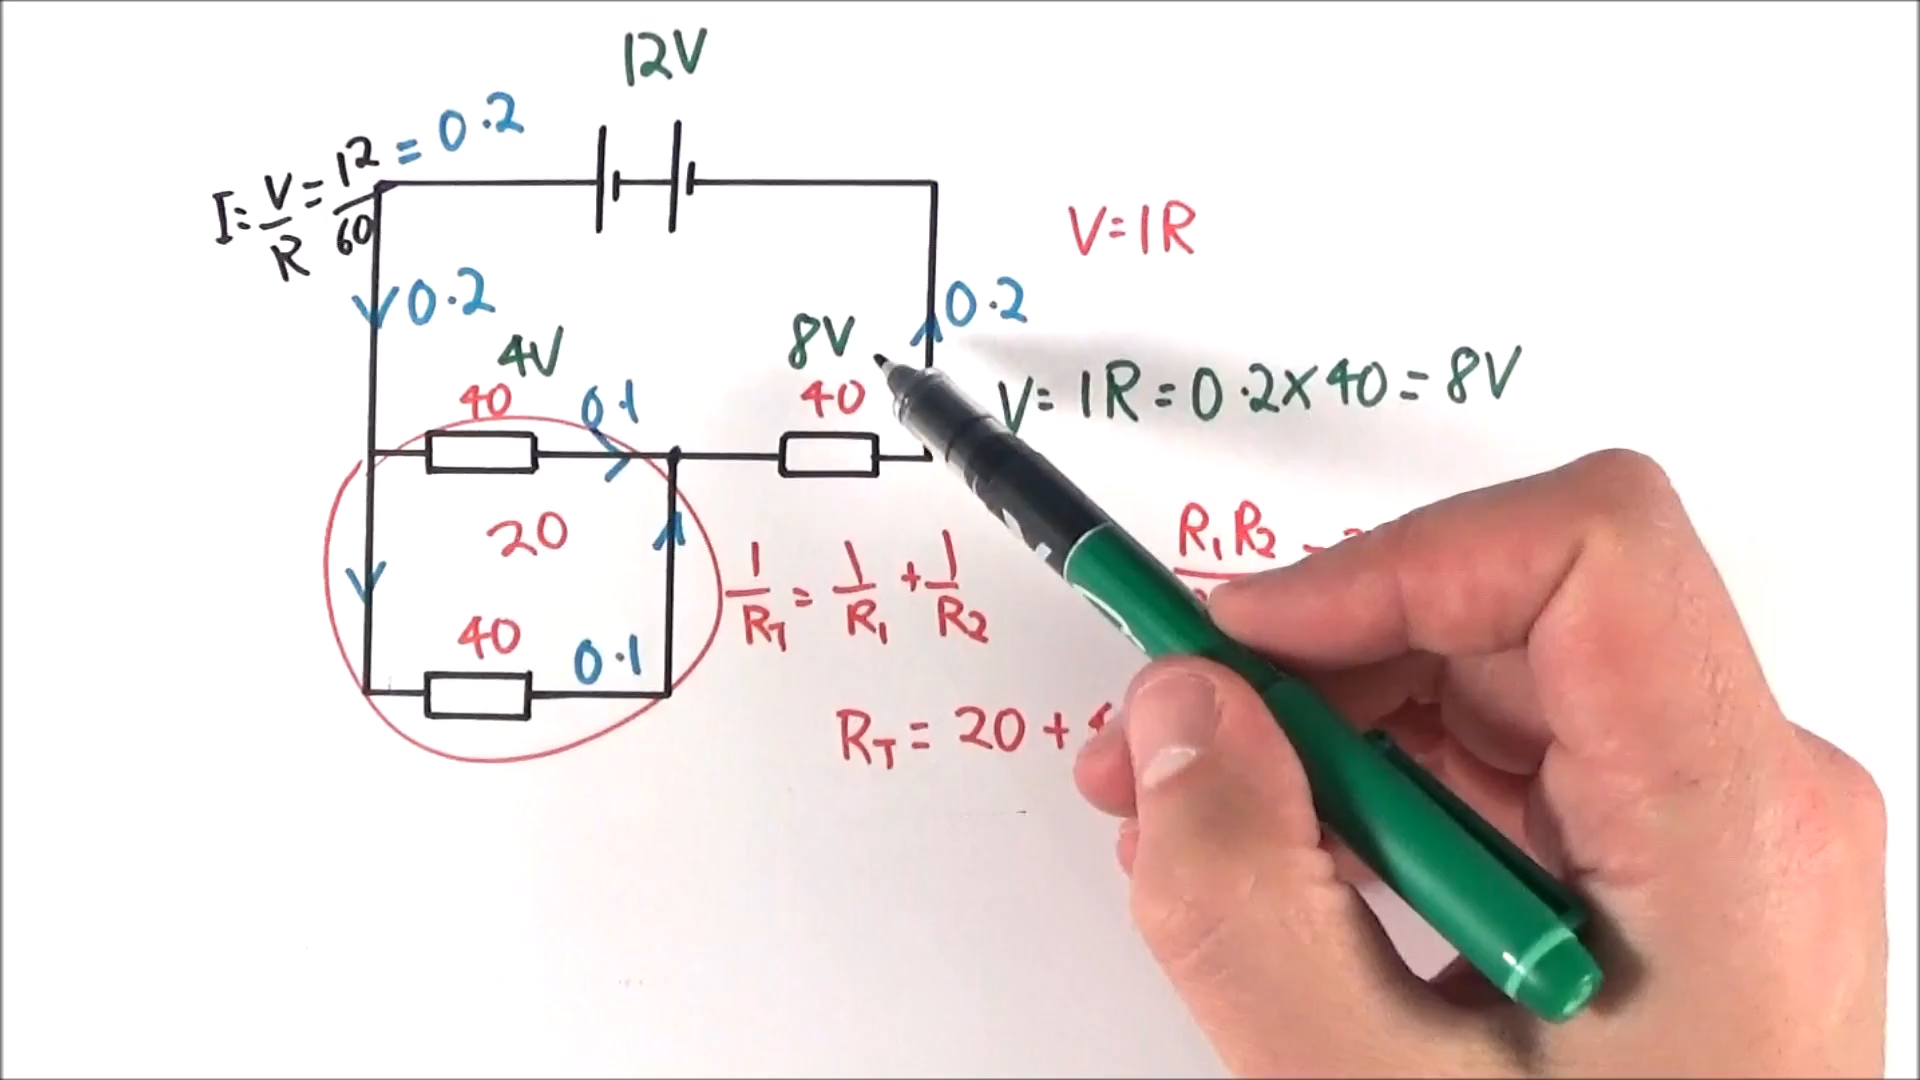 12V
I = V/R = 12/60 = 0.2
V=IR
0.2
0.2
4V
8V
40
0.1
40
V = IR = 0.2 × 40 = 8V
20
1/RT = 1/R1 + 1/R2
R1R2
40
0.1
RT = 20 +